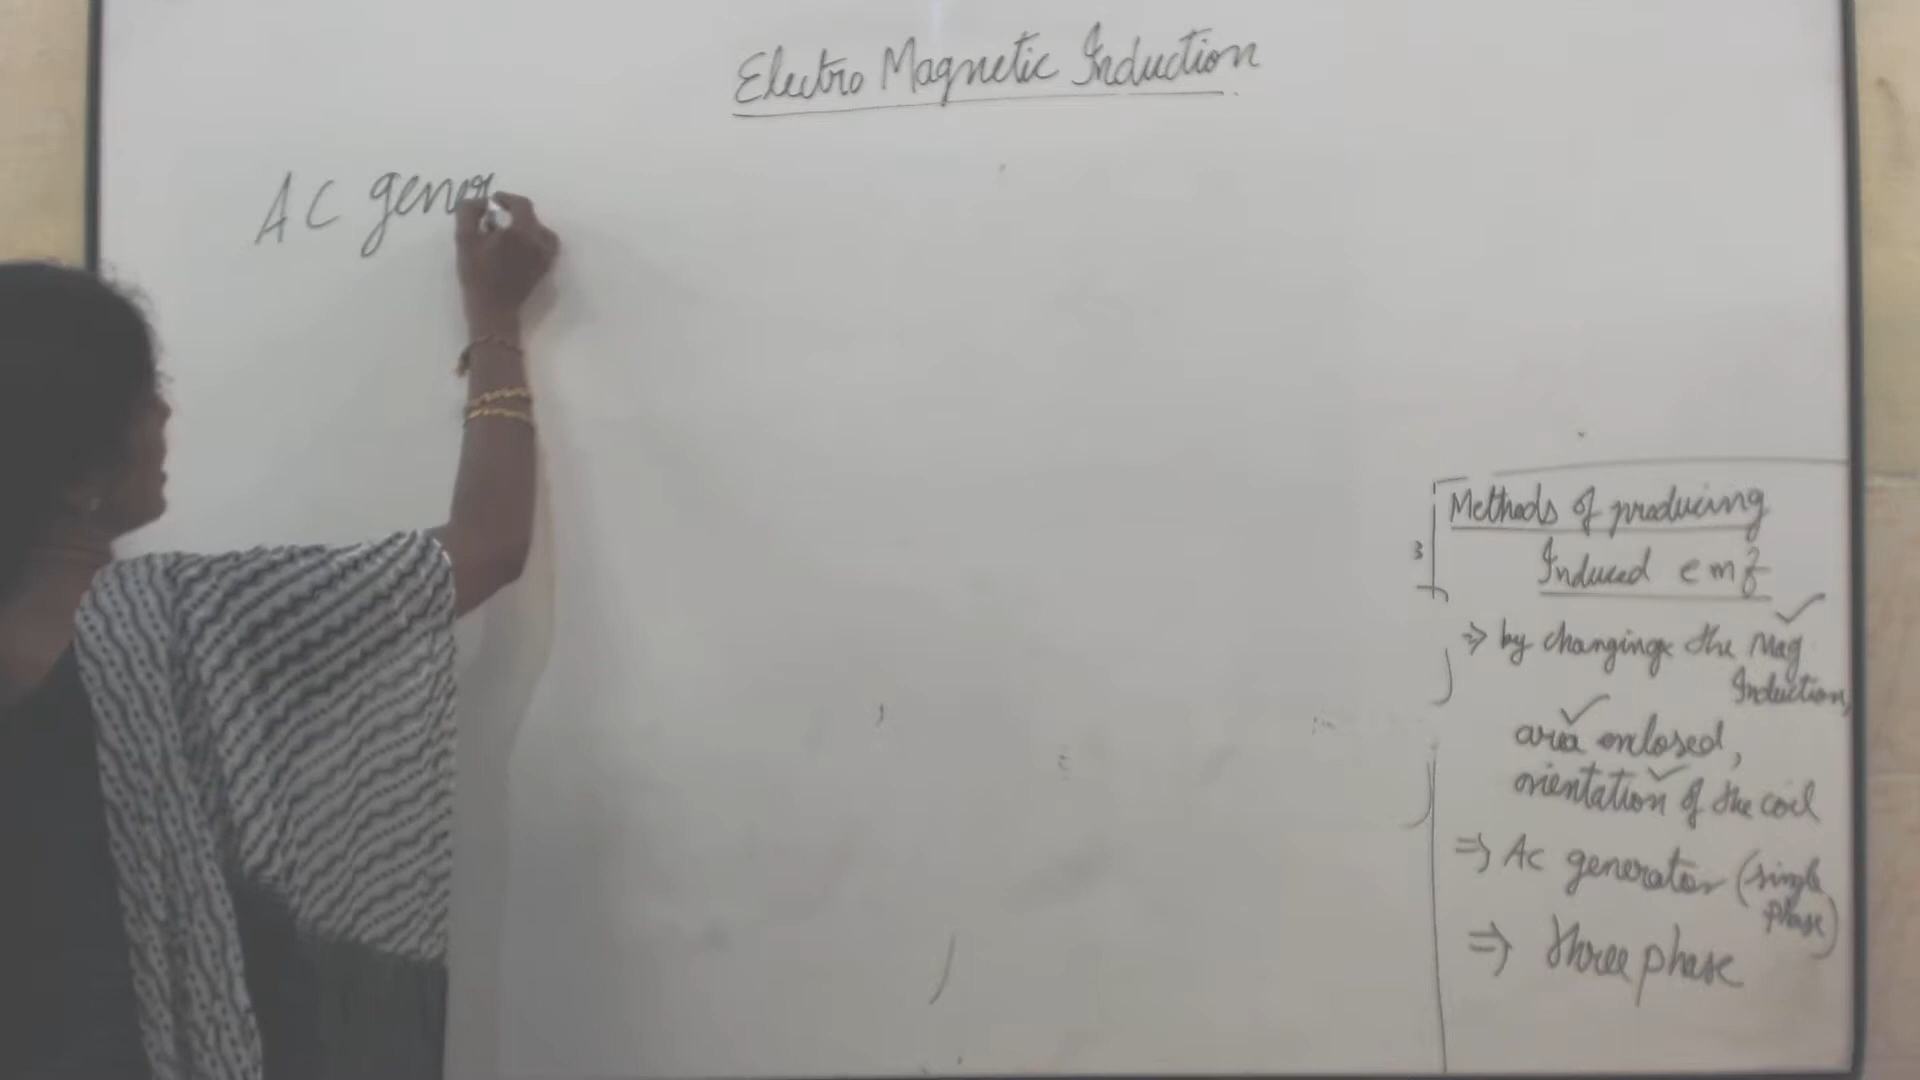 Electro Magnetic Induction
AC gener
Methods of producing
Induced emf
⇒ by changing the Mag
Induction,
area enclosed,
orientation of the coil
⇒ AC generator (single
phase)
⇒ three phase